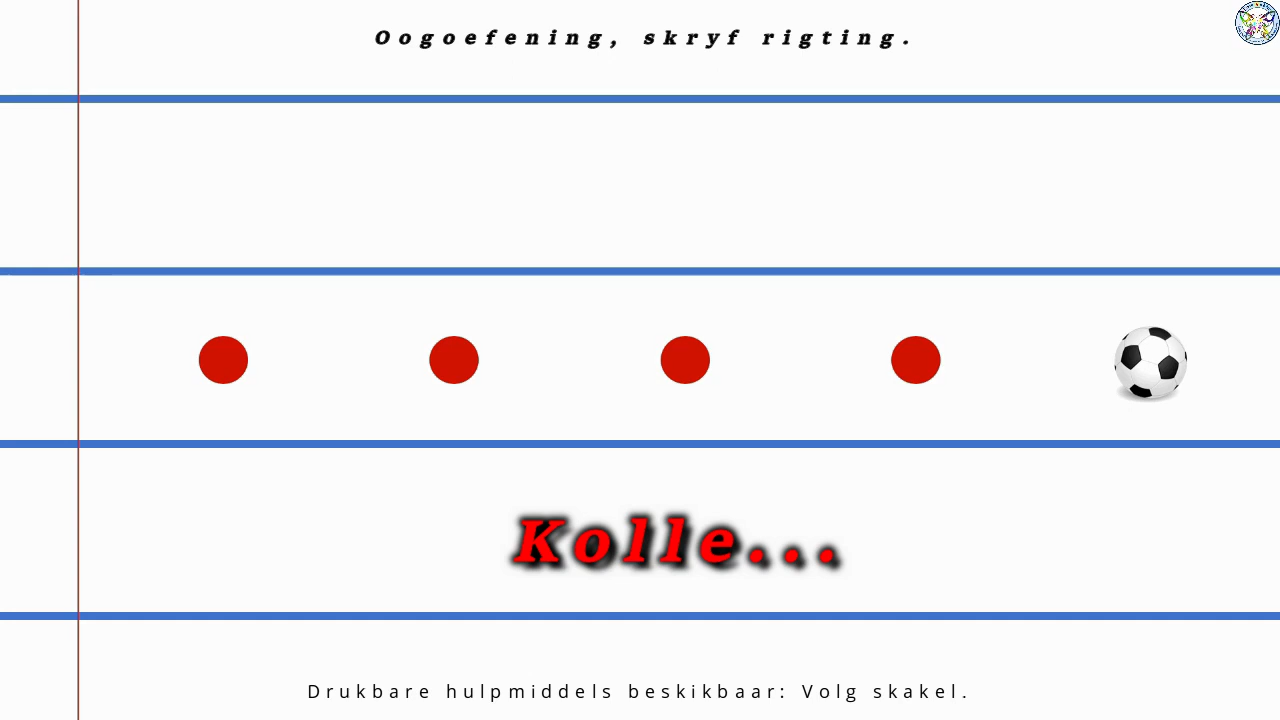 Oogoefening, skryf rigting.
Kolle...
Drukbare hulpmiddels beskikbaar: Volg skakel.